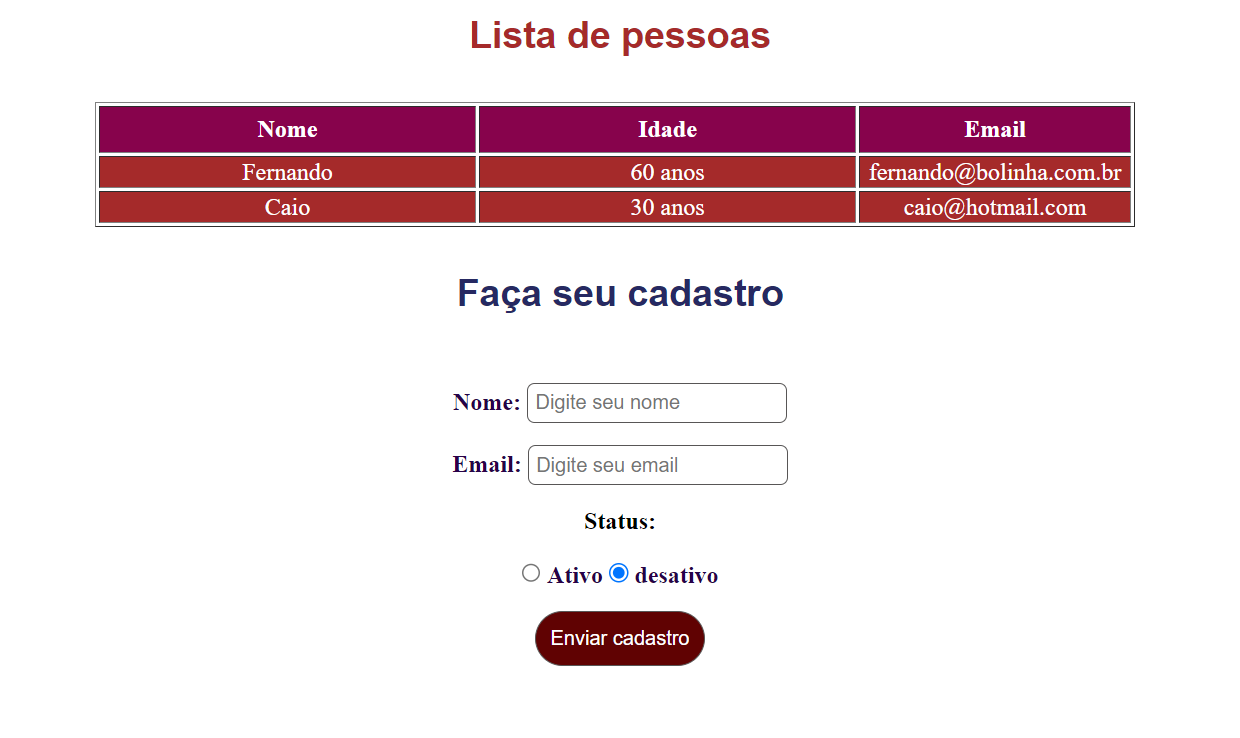 Lista de pessoas
Nome Idade Email
Fernando 60 anos fernando@bolinha.com.br
Caio 30 anos caio@hotmail.com
Faça seu cadastro
Nome: Digite seu nome
Email: Digite seu email
Status:
Ativo desativo
Enviar cadastro